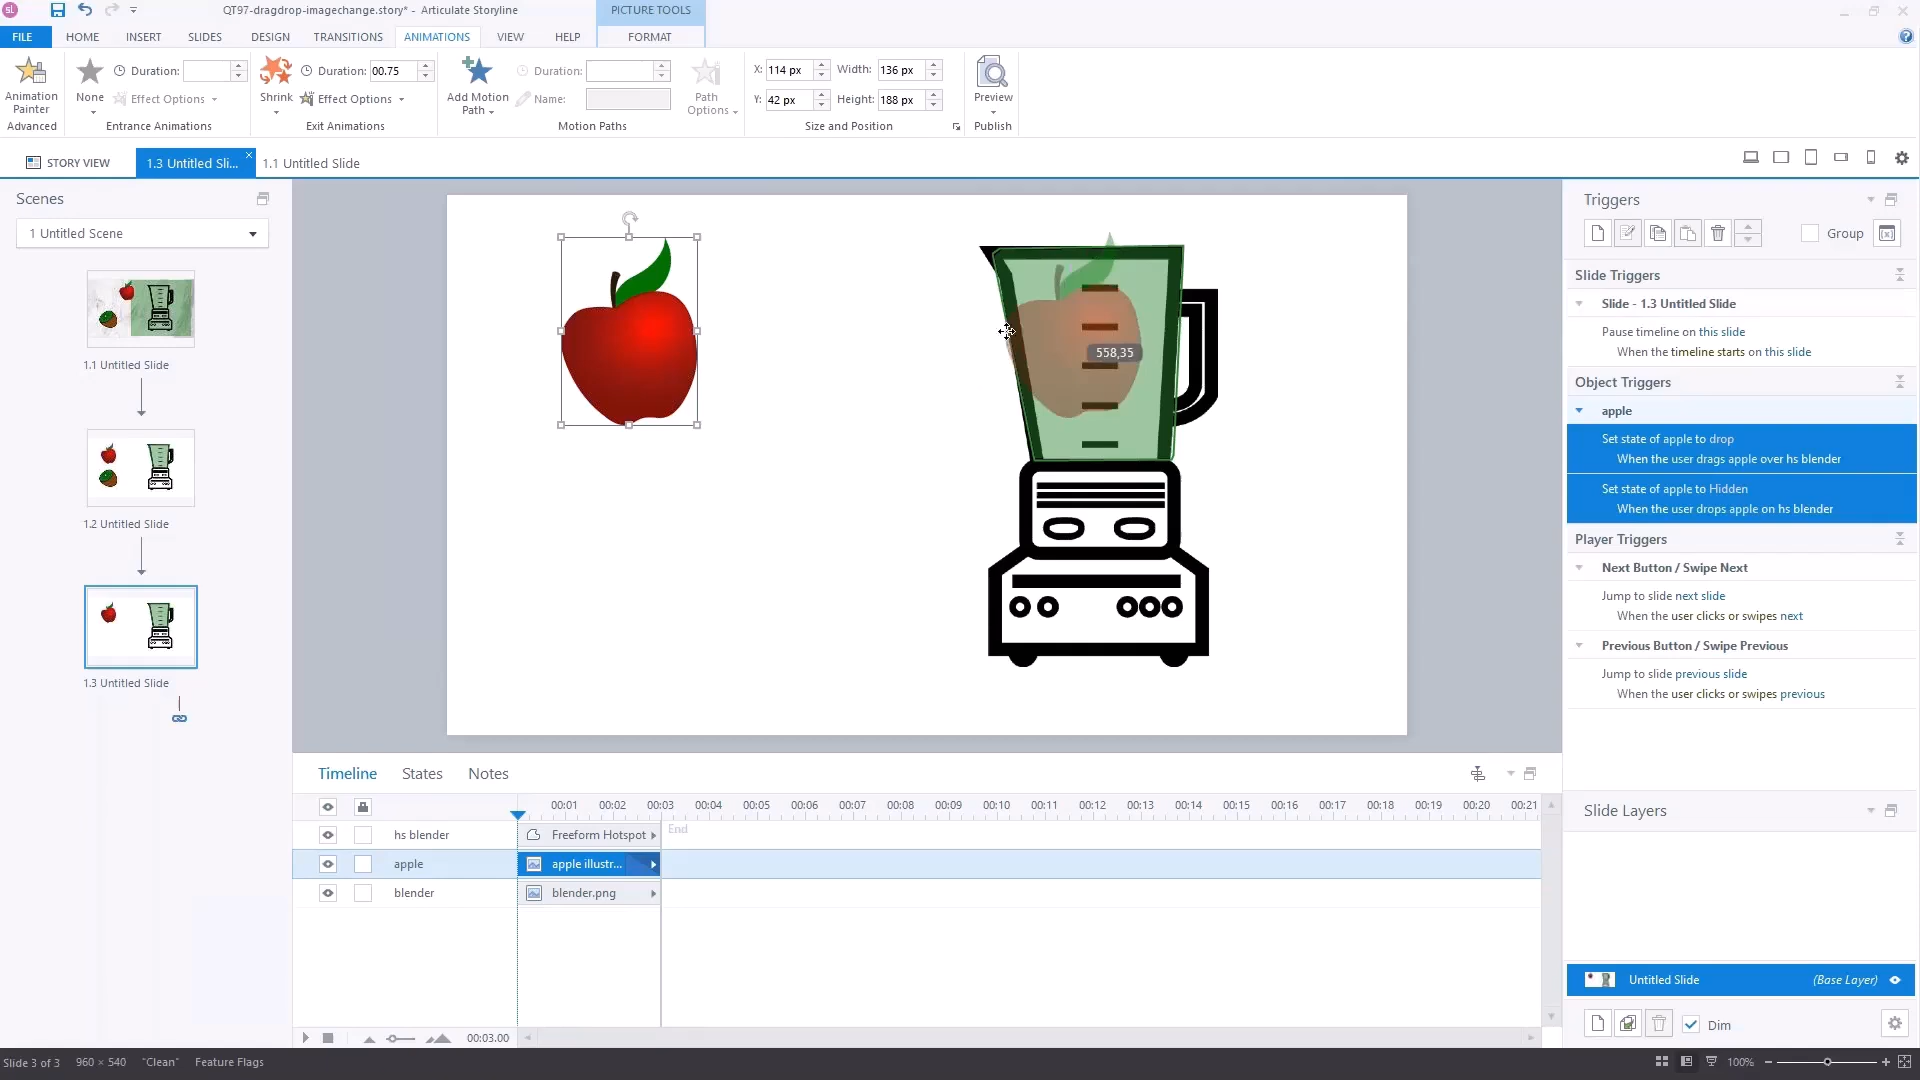 QT97-dragdrop-imagechange.story* - Articulate Storyline
PICTURE TOOLS
FILE HOME INSERT SLIDES DESIGN TRANSITIONS ANIMATIONS VIEW HELP FORMAT
Duration: Duration: 00.75 Duration: X: 114 px Width: 136 px
Animation Painter None Effect Options Shrink Effect Options Add Motion Path Name: Path Options Y: 42 px Height: 188 px Preview
Advanced Entrance Animations Exit Animations Motion Paths Size and Position Publish
STORY VIEW 1.3 Untitled Sli... 1.1 Untitled Slide
Scenes
1 Untitled Scene
1.1 Untitled Slide
1.2 Untitled Slide
1.3 Untitled Slide
558,35
Triggers
Group
Slide Triggers
Slide - 1.3 Untitled Slide
Pause timeline on this slide
When the timeline starts on this slide
Object Triggers
apple
Set state of apple to drop
When the user drags apple over hs blender
Set state of apple to Hidden
When the user drops apple on hs blender
Player Triggers
Next Button / Swipe Next
Jump to slide next slide
When the user clicks or swipes next
Previous Button / Swipe Previous
Jump to slide previous slide
When the user clicks or swipes previous
Timeline States Notes
00:01 00:02 00:03 00:04 00:05 00:06 00:07 00:08 00:09 00:10 00:11 00:12 00:13 00:14 00:15 00:16 00:17 00:18 00:19 00:20 00:21
hs blender Freeform Hotspot End
apple apple illustr...
blender blender.png
00:03.00
Slide Layers
Untitled Slide (Base Layer)
Dim
Slide 3 of 3 960 × 540 "Clean" Feature Flags 100%